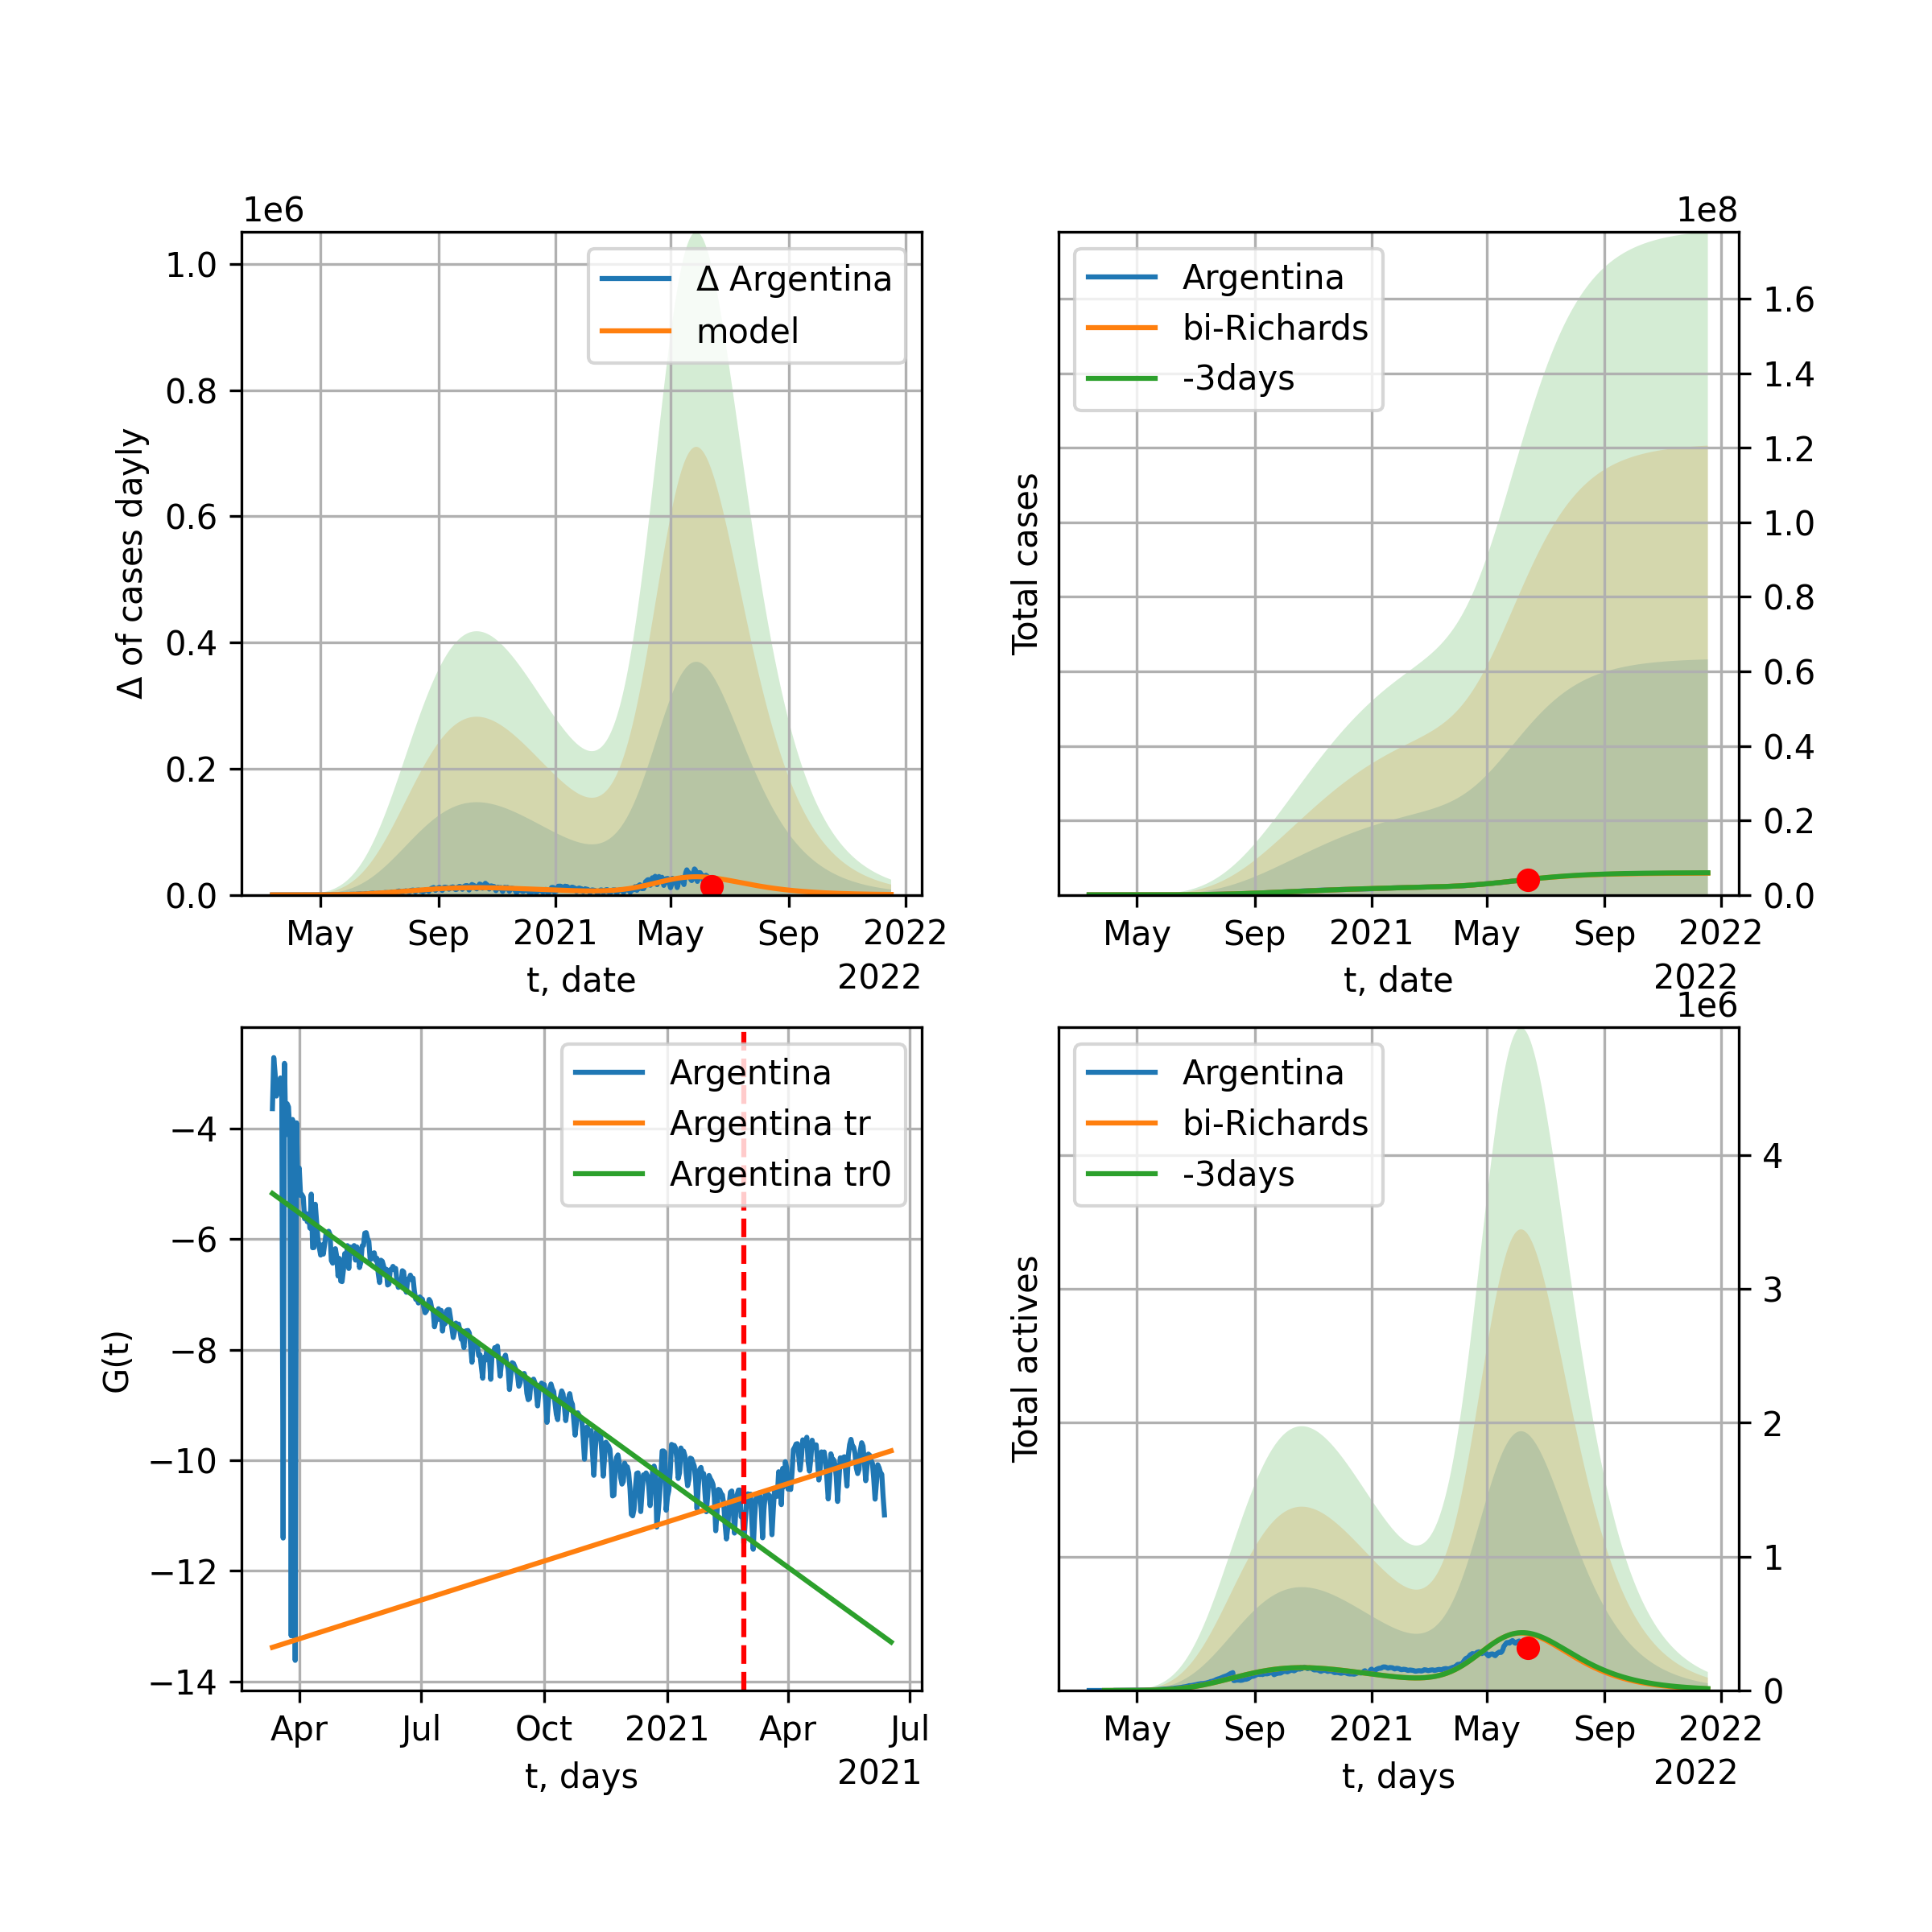 1e6
Δ of cases dayly
1.0
0.8
0.6
0.4
0.2
0.0
Δ Argentina
model
May Sep 2021 May Sep 2022
t, date
2022
1e8
Total cases
Argentina
bi-Richards
-3days
1.6
1.4
1.2
1.0
0.8
0.6
0.4
0.2
0.0
May Sep 2021 May Sep 2022
t, date
2022
G(t)
−4
−6
−8
−10
−12
−14
Argentina
Argentina tr
Argentina tr0
Apr Jul Oct 2021 Apr Jul
t, days
2021
1e6
Total actives
Argentina
bi-Richards
-3days
4
3
2
1
0
May Sep 2021 May Sep 2022
t, days
2022